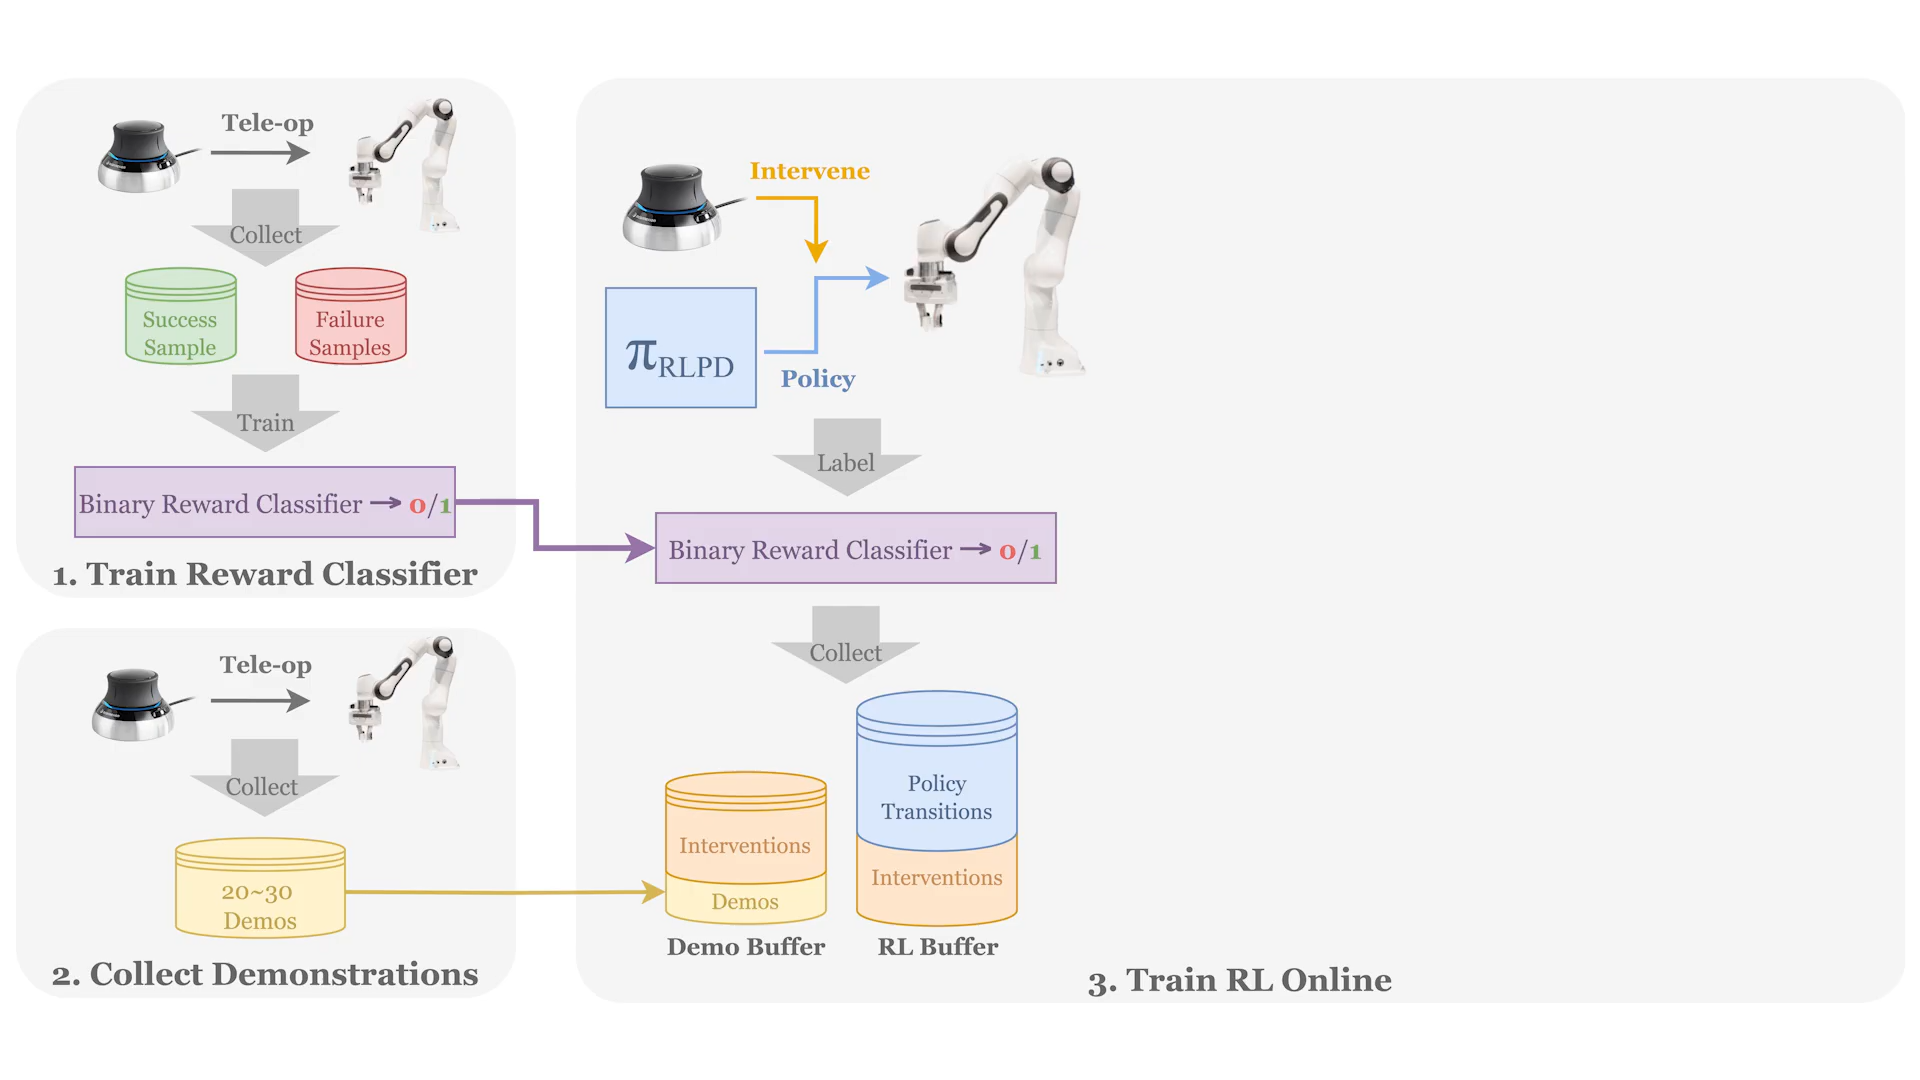 Tele-op
Collect
Success
Sample
Failure
Samples
Train
Binary Reward Classifier → 0/1
1. Train Reward Classifier
Tele-op
Collect
20~30
Demos
2. Collect Demonstrations
Intervene
πRLPD
Policy
Label
Binary Reward Classifier → 0/1
Collect
Interventions
Demos
Demo Buffer
Policy
Transitions
Interventions
RL Buffer
3. Train RL Online